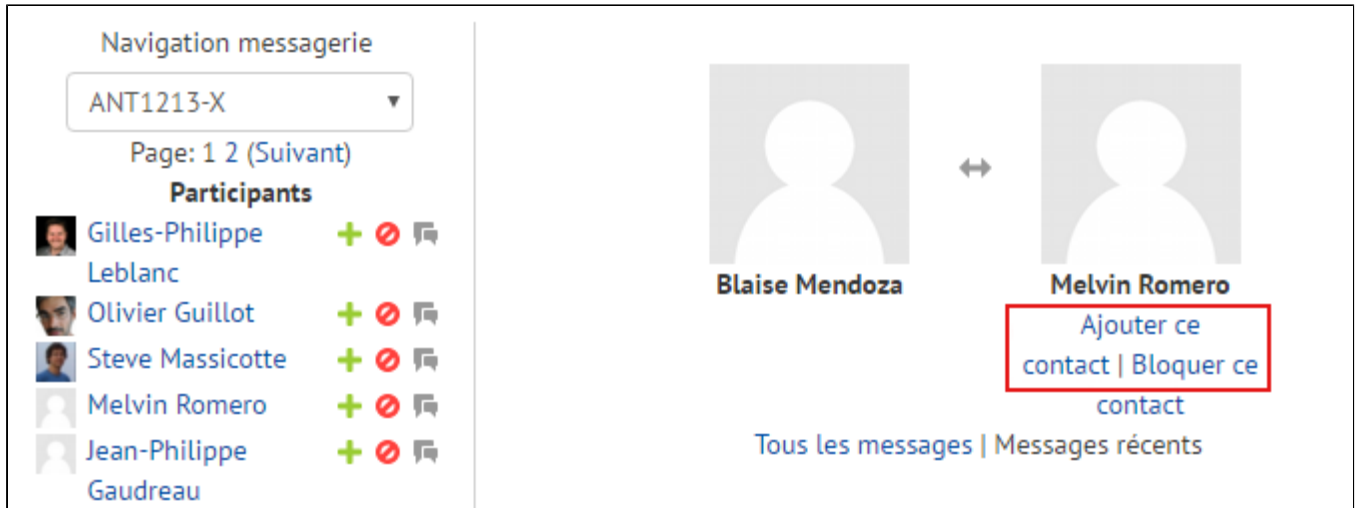 Navigation messagerie
ANT1213-X
Page: 1 2 (Suivant)
Participants
Gilles-Philippe
Leblanc
Olivier Guillot
Steve Massicotte
Melvin Romero
Jean-Philippe
Gaudreau
Blaise Mendoza
Melvin Romero
Ajouter ce
contact | Bloquer ce
contact
Tous les messages | Messages récents